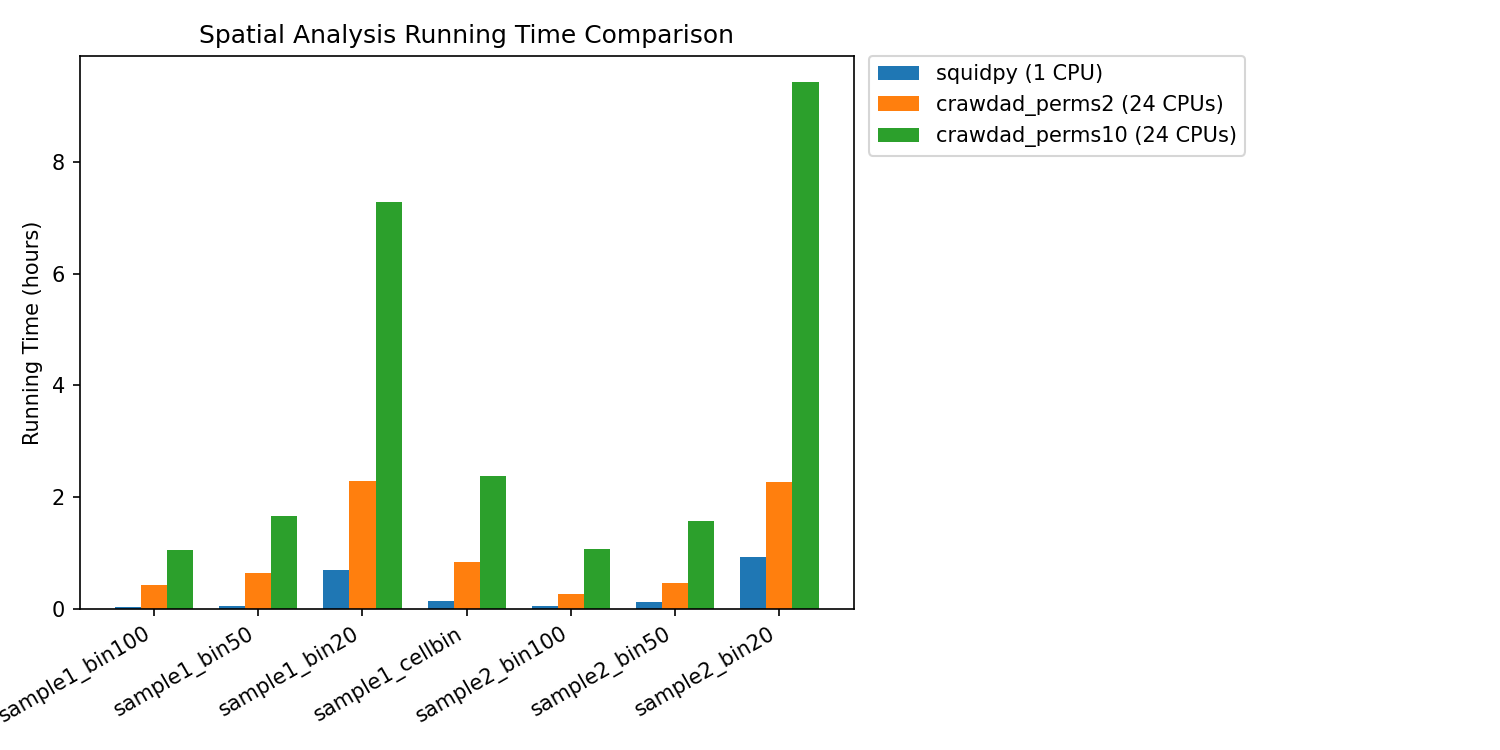 Spatial Analysis Running Time Comparison
squidpy (1 CPU)
crawdad_perms2 (24 CPUs)
crawdad_perms10 (24 CPUs)
Running Time (hours)
8
6
4
2
0
sample1_bin100
sample1_bin50
sample1_bin20
sample1_cellbin
sample2_bin100
sample2_bin50
sample2_bin20